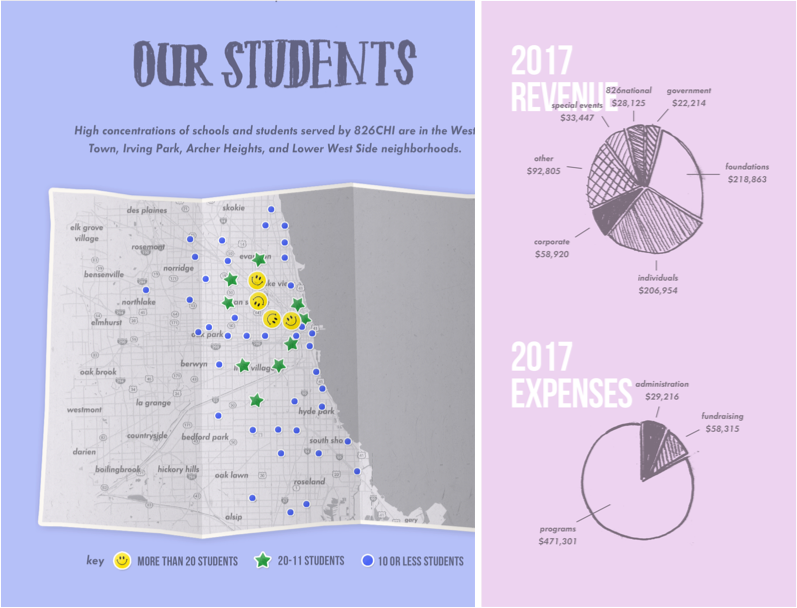 OUR STUDENTS
High concentrations of schools and students served by 826CHI are in the West
Town, Irving Park, Archer Heights, and Lower West Side neighborhoods.
des plaines
skokie
elk grove
village
rosemont
norridge
bensenville
northlake
elmhurst
oak park
berwyn
oak brook
la grange
westmont
hyde park
countryside
bedford park
darien
bolingbrook
hickory hills
oak lawn
roseland
alsip
gary
key
MORE THAN 20 STUDENTS
20-11 STUDENTS
10 OR LESS STUDENTS
2017
REVENUE
826national
$28,125
government
$22,214
special events
$33,447
other
$92,805
foundations
$218,863
corporate
$58,920
individuals
$206,954
2017
EXPENSES
administration
$29,216
fundraising
$58,315
programs
$471,301